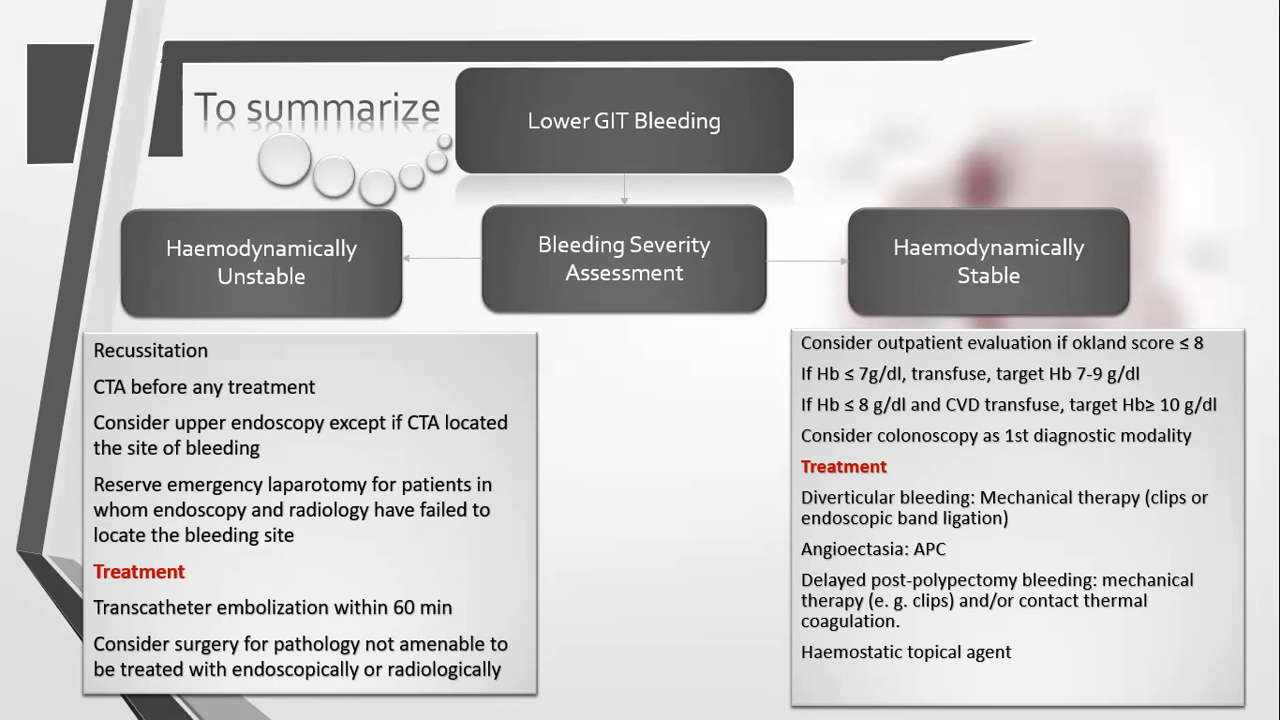 To summarize
Lower GIT Bleeding
Haemodynamically
Unstable
Bleeding Severity
Assessment
Haemodynamically
Stable
Recussitation
CTA before any treatment
Consider upper endoscopy except if CTA located
the site of bleeding
Reserve emergency laparotomy for patients in
whom endoscopy and radiology have failed to
locate the bleeding site
Treatment
Transcatheter embolization within 60 min
Consider surgery for pathology not amenable to
be treated with endoscopically or radiologically
Consider outpatient evaluation if okland score ≤ 8
If Hb ≤ 7g/dl, transfuse, target Hb 7-9 g/dl
If Hb ≤ 8 g/dl and CVD transfuse, target Hb≥ 10 g/dl
Consider colonoscopy as 1st diagnostic modality
Treatment
Diverticular bleeding: Mechanical therapy (clips or
endoscopic band ligation)
Angioectasia: APC
Delayed post-polypectomy bleeding: mechanical
therapy (e. g. clips) and/or contact thermal
coagulation.
Haemostatic topical agent